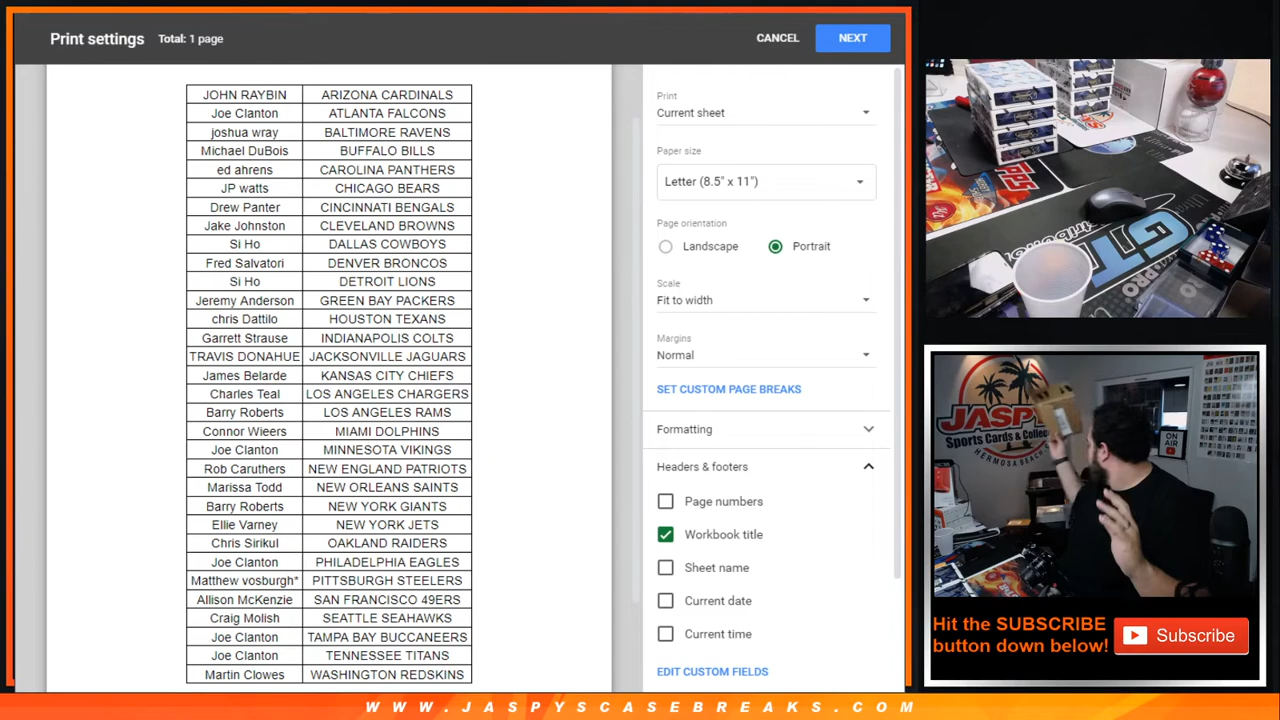 Print settings Total: 1 page CANCEL NEXT
JOHN RAYBIN ARIZONA CARDINALS
Joe Clanton ATLANTA FALCONS
joshua wray BALTIMORE RAVENS
Michael DuBois BUFFALO BILLS
ed ahrens CAROLINA PANTHERS
JP watts CHICAGO BEARS
Drew Panter CINCINNATI BENGALS
Jake Johnston CLEVELAND BROWNS
Si Ho DALLAS COWBOYS
Fred Salvatori DENVER BRONCOS
Si Ho DETROIT LIONS
Jeremy Anderson GREEN BAY PACKERS
chris Dattilo HOUSTON TEXANS
Garrett Strause INDIANAPOLIS COLTS
TRAVIS DONAHUE JACKSONVILLE JAGUARS
James Belarde KANSAS CITY CHIEFS
Charles Teal LOS ANGELES CHARGERS
Barry Roberts LOS ANGELES RAMS
Connor Wieers MIAMI DOLPHINS
Joe Clanton MINNESOTA VIKINGS
Rob Caruthers NEW ENGLAND PATRIOTS
Marissa Todd NEW ORLEANS SAINTS
Barry Roberts NEW YORK GIANTS
Ellie Varney NEW YORK JETS
Chris Sirikul OAKLAND RAIDERS
Joe Clanton PHILADELPHIA EAGLES
Matthew vosburgh* PITTSBURGH STEELERS
Allison McKenzie SAN FRANCISCO 49ERS
Craig Molish SEATTLE SEAHAWKS
Joe Clanton TAMPA BAY BUCCANEERS
Joe Clanton TENNESSEE TITANS
Martin Clowes WASHINGTON REDSKINS
Print
Current sheet
Paper size
Letter (8.5" x 11")
Page orientation
Landscape Portrait
Scale
Fit to width
Margins
Normal
SET CUSTOM PAGE BREAKS
Formatting
Headers & footers
Page numbers
Workbook title
Sheet name
Current date
Current time
EDIT CUSTOM FIELDS
Sports Cards &
HERMOSA BEACH
ON
AIR
Hit the SUBSCRIBE
button down below!
Subscribe
WWW.JASPYSCASEBREAKS.COM